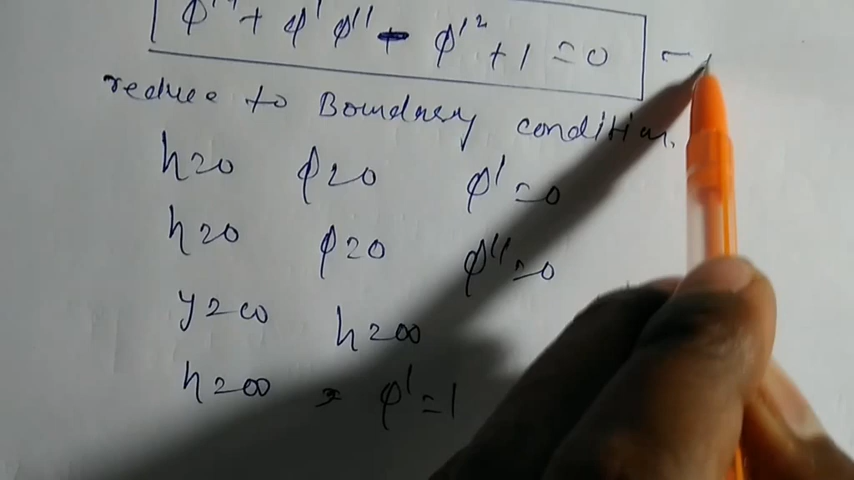 φ''' + φ' φ'' - φ'² + 1 = 0 -
reduce to Boundary condition.
η=0 φ=0 φ'=0
η=0 φ=0 φ''=0
y=∞ η=∞
η=∞ φ'=1